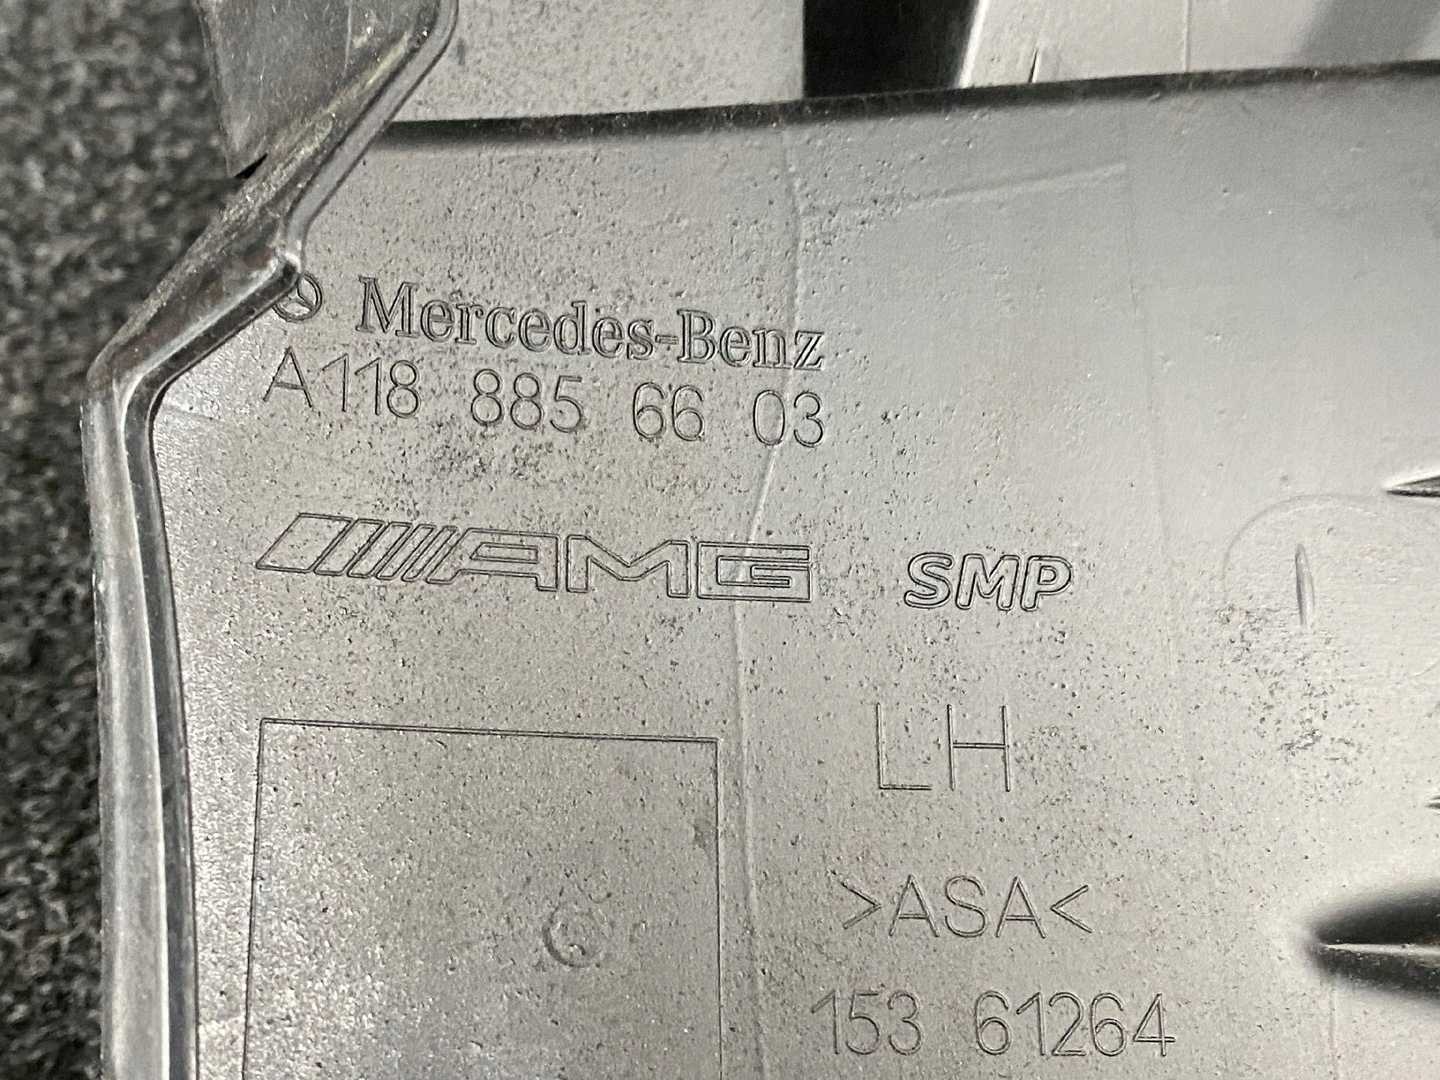 Mercedes-Benz
A118 885 66 03
AMG SMP
LH
>ASA<
153 61264